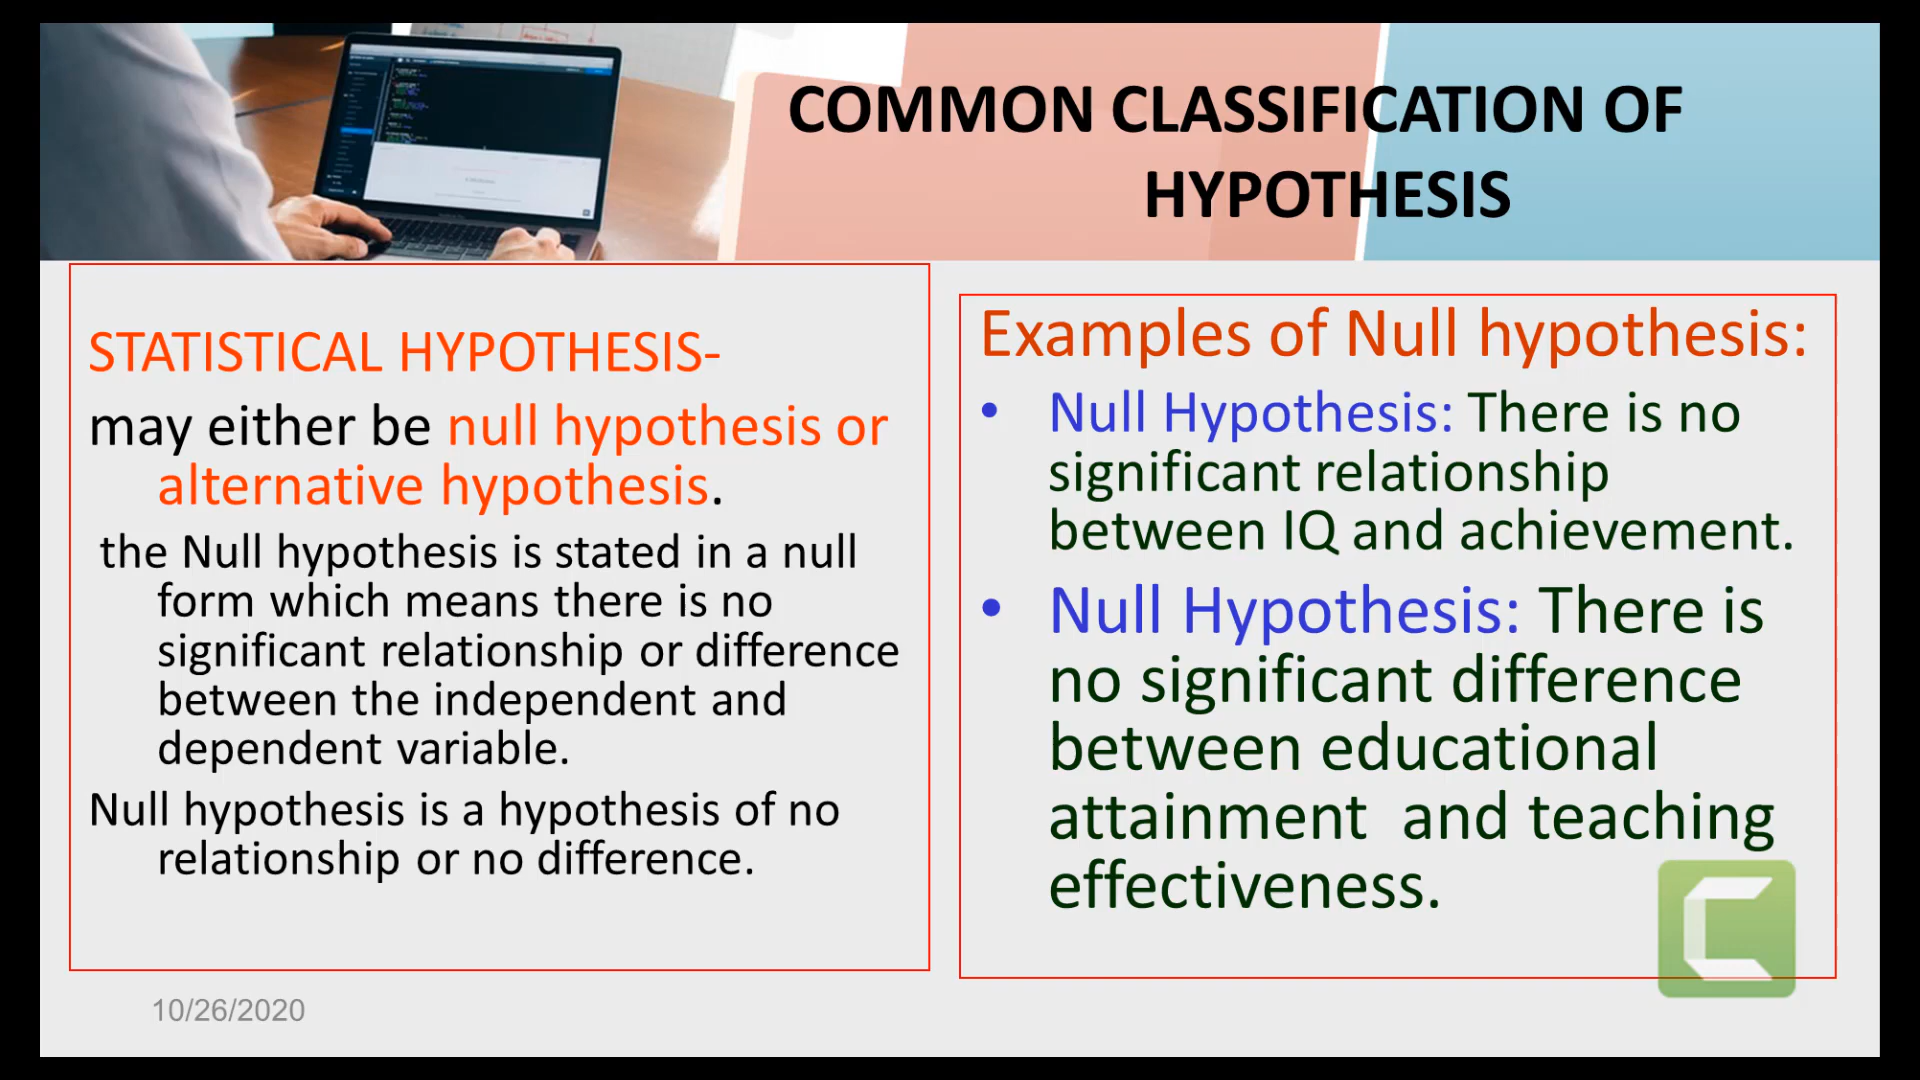 COMMON CLASSIFICATION OF
HYPOTHESIS
STATISTICAL HYPOTHESIS-
may either be null hypothesis or
alternative hypothesis.
the Null hypothesis is stated in a null
form which means there is no
significant relationship or difference
between the independent and
dependent variable.
Null hypothesis is a hypothesis of no
relationship or no difference.
Examples of Null hypothesis:
• Null Hypothesis: There is no
significant relationship
between IQ and achievement.
• Null Hypothesis: There is
no significant difference
between educational
attainment and teaching
effectiveness.
10/26/2020